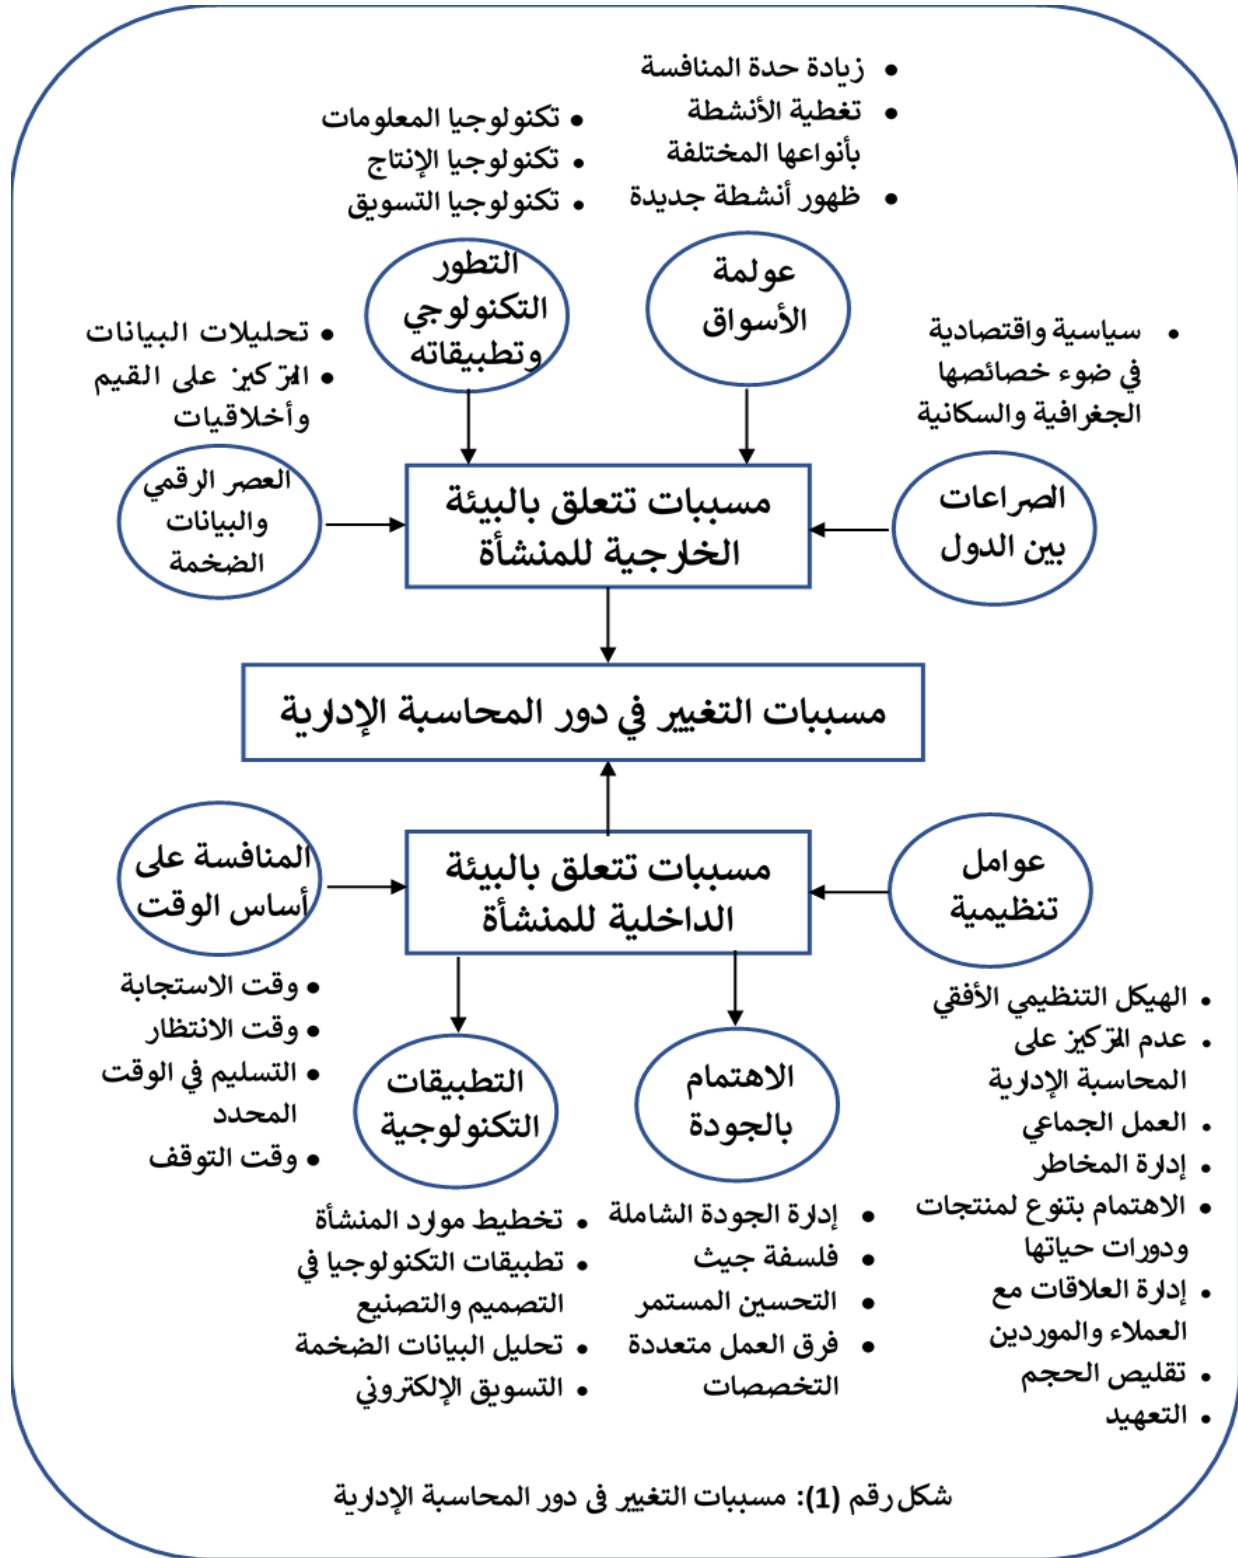 • زيادة حدة المنافسة
• تغطية الأنشطة
بأنواعها المختلفة
• ظهور أنشطة جديدة
• تكنولوجيا المعلومات
• تكنولوجيا الإنتاج
• تكنولوجيا التسويق
عولمة
الأسواق
التطور
التكنولوجي
وتطبيقاته
• سياسية واقتصادية
في ضوء خصائصها
الجغرافية والسكانية
• تحليلات البيانات
• التركيز على القيم
وأخلاقيات
الصراعات
بين الدول
مسببات تتعلق بالبيئة
الخارجية للمنشأة
العصر الرقمي
والبيانات
الضخمة
مسببات التغيير في دور المحاسبة الإدارية
عوامل
تنظيمية
مسببات تتعلق بالبيئة
الداخلية للمنشأة
المنافسة على
أساس الوقت
• الهيكل التنظيمي الأفقي
• عدم التركيز على
المحاسبة الإدارية
• العمل الجماعي
• إدارة المخاطر
• الاهتمام بتنوع لمنتجات
ودورات حياتها
• إدارة العلاقات مع
العملاء والموردين
• تقليص الحجم
• التعهيد
الاهتمام
بالجودة
• إدارة الجودة الشاملة
• فلسفة جيث
• التحسين المستمر
• فرق العمل متعددة
التخصصات
التطبيقات
التكنولوجية
• تخطيط موارد المنشأة
• تطبيقات التكنولوجيا في
التصميم والتصنيع
• تحليل البيانات الضخمة
• التسويق الإلكتروني
• وقت الاستجابة
• وقت الانتظار
• التسليم في الوقت
المحدد
• وقت التوقف
شكل رقم (1): مسببات التغيير فى دور المحاسبة الإدارية